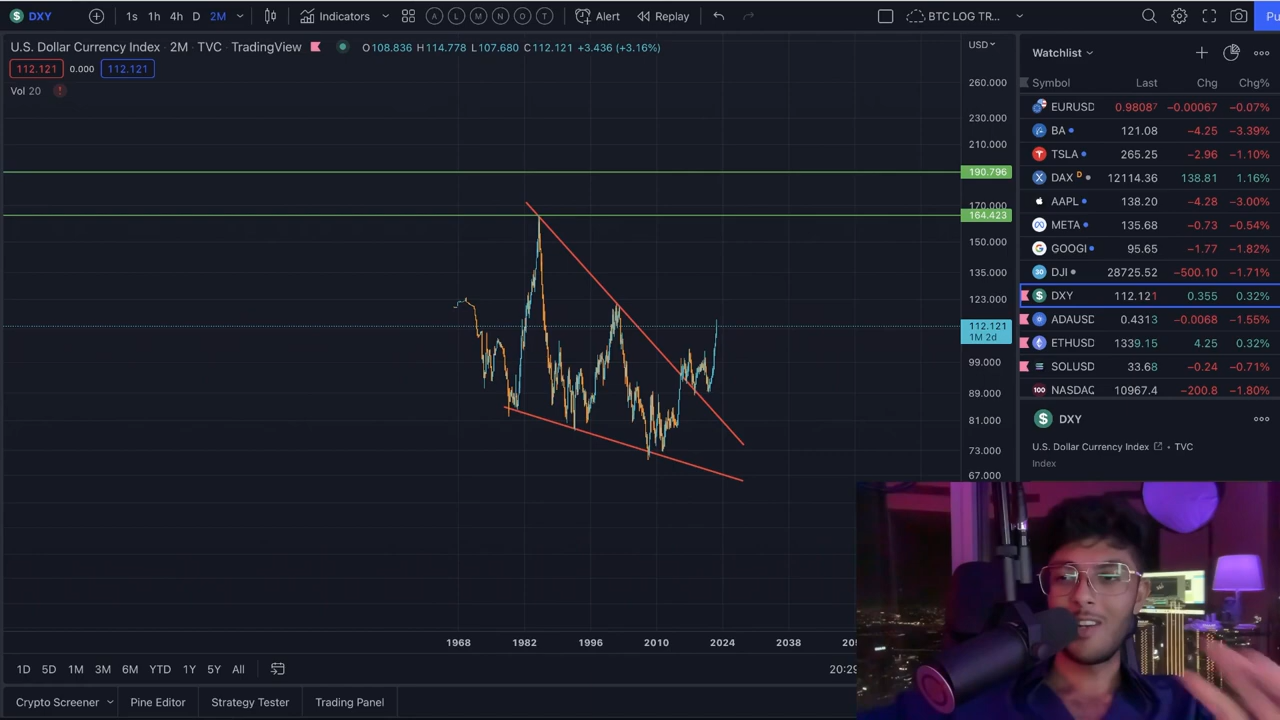 DXY 1s 1h 4h D 2M Indicators A L M N O T Alert Replay BTC LOG TR... Pu
U.S. Dollar Currency Index · 2M · TVC · TradingView O108.836 H114.778 L107.680 C112.121 +3.436 (+3.16%)
112.121 0.000 112.121
Vol 20
USD
260.000
230.000
210.000
190.796
170.000
164.423
150.000
135.000
123.000
112.121
1M 2d
99.000
89.000
81.000
73.000
67.000
1968 1982 1996 2010 2024 2038
1D 5D 1M 3M 6M YTD 1Y 5Y All 20:29
Crypto Screener Pine Editor Strategy Tester Trading Panel
Watchlist
Symbol Last Chg Chg%
EURUSD 0.98087 −0.00067 −0.07%
BA 121.08 −4.25 −3.39%
TSLA 265.25 −2.96 −1.10%
DAX D 12114.36 138.81 1.16%
AAPL 138.20 −4.28 −3.00%
META 135.68 −0.73 −0.54%
GOOGL 95.65 −1.77 −1.82%
30 DJI 28725.52 −500.10 −1.71%
DXY 112.121 0.355 0.32%
ADAUSD 0.4313 −0.0068 −1.55%
ETHUSD 1339.15 4.25 0.32%
SOLUSD 33.68 −0.24 −0.71%
100 NASDAQ 10967.4 −200.8 −1.80%
DXY
U.S. Dollar Currency Index • TVC
Index